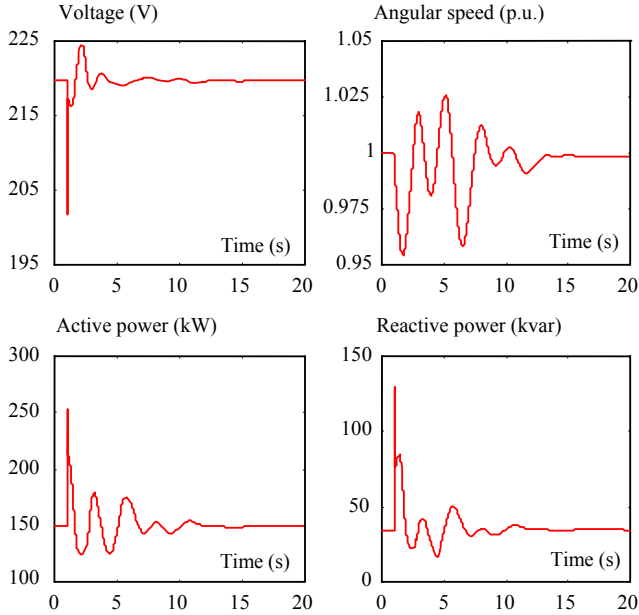 Voltage (V)
225
215
205
195
Time (s)
0 5 10 15 20
Angular speed (p.u.)
1.05
1.025
1
0.975
0.95
Time (s)
0 5 10 15 20
Active power (kW)
300
250
200
150
100
Time (s)
0 5 10 15 20
Reactive power (kvar)
150
100
50
0
Time (s)
0 5 10 15 20